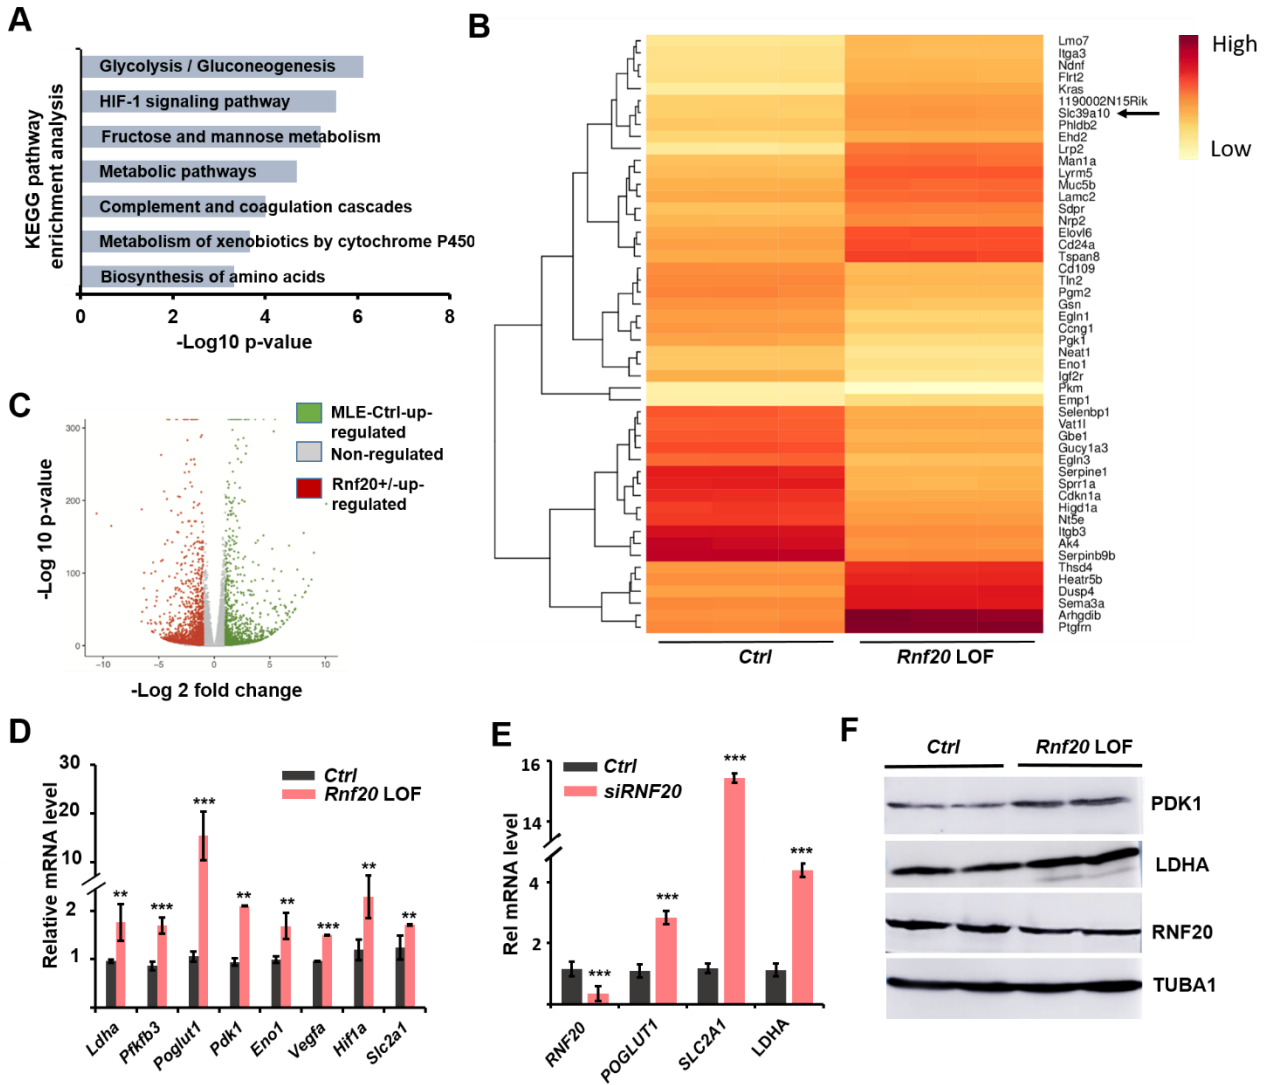 A
KEGG pathway
enrichment analysis
Glycolysis / Gluconeogenesis
HIF-1 signaling pathway
Fructose and mannose metabolism
Metabolic pathways
Complement and coagulation cascades
Metabolism of xenobiotics by cytochrome P450
Biosynthesis of amino acids
0 2 4 6 8
-Log10 p-value
B
Lmo7
Itga3
Ndnf
Flrt2
Kras
1190002N15Rik
Slc39a10
Phldb2
Ehd2
Lrp2
Man1a
Lyrm5
Muc5b
Lamc2
Sdpr
Nrp2
Elovl6
Cd24a
Tspan8
Cd109
Tln2
Pgm2
Gsn
Egln1
Ccng1
Pgk1
Neat1
Eno1
Igf2r
Pkm
Emp1
Selenbp1
Vat1l
Gbe1
Gucy1a3
Egln3
Serpine1
Sprr1a
Cdkn1a
Higd1a
Nt5e
Itgb3
Ak4
Serpinb9b
Thsd4
Heatr5b
Dusp4
Sema3a
Arhgdib
Ptgfrn
High
Low
Ctrl Rnf20 LOF
C
-Log 10 p-value
300
200
100
0
-10 -5 0 5 10
-Log 2 fold change
MLE-Ctrl-up-
regulated
Non-regulated
Rnf20+/-up-
regulated
D
Relative mRNA level
30
20
10
2
1
Ctrl
Rnf20 LOF
** *** *** ** ** *** ** **
Ldha Pfkfb3 Poglut1 Pdk1 Eno1 Vegfa Hif1a Slc2a1
E
Rel mRNA level
16
14
4
2
Ctrl
siRNF20
*** *** *** ***
RNF20 POGLUT1 SLC2A1 LDHA
F
Ctrl Rnf20 LOF
PDK1
LDHA
RNF20
TUBA1